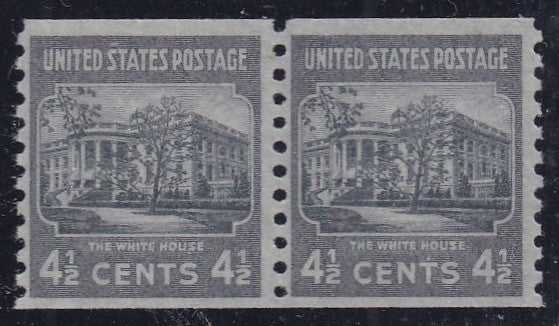 UNITED STATES POSTAGE
THE WHITE HOUSE
4½ CENTS 4½
UNITED STATES POSTAGE
THE WHITE HOUSE
4½ CENTS 4½